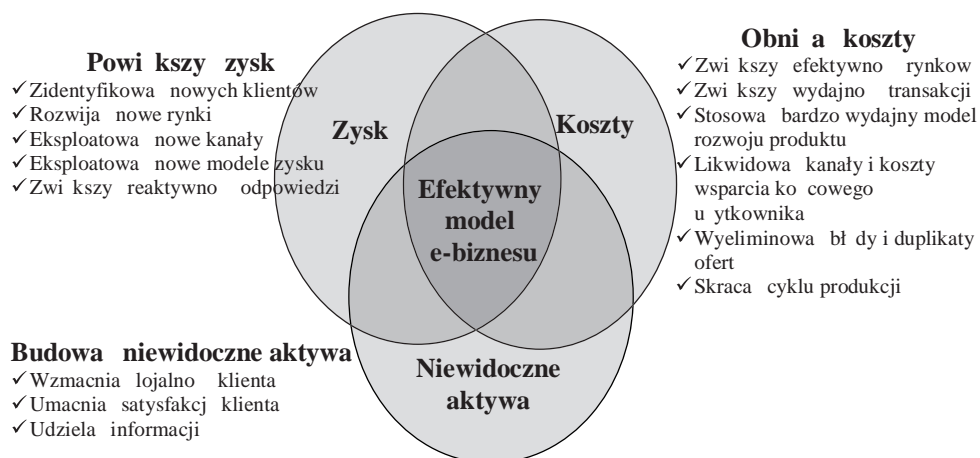 Powi kszy zysk
✓ Zidentyfikowa nowych klientów
✓ Rozwija nowe rynki
✓ Eksploatowa nowe kanały
✓ Eksploatowa nowe modele zysku
✓ Zwi kszy reaktywno odpowiedzi
Zysk
Koszty
Efektywny
model
e-biznesu
Obni a koszty
✓ Zwi kszy efektywno rynkow
✓ Zwi kszy wydajno transakcji
✓ Stosowa bardzo wydajny model
rozwoju produktu
✓ Likwidowa kanały i koszty
wsparcia ko cowego
u ytkownika
✓ Wyeliminowa bł dy i duplikaty
ofert
✓ Skraca cyklu produkcji
Budowa niewidoczne aktywa
✓ Wzmacnia lojalno klienta
✓ Umacnia satysfakcj klienta
✓ Udziela informacji
Niewidoczne
aktywa